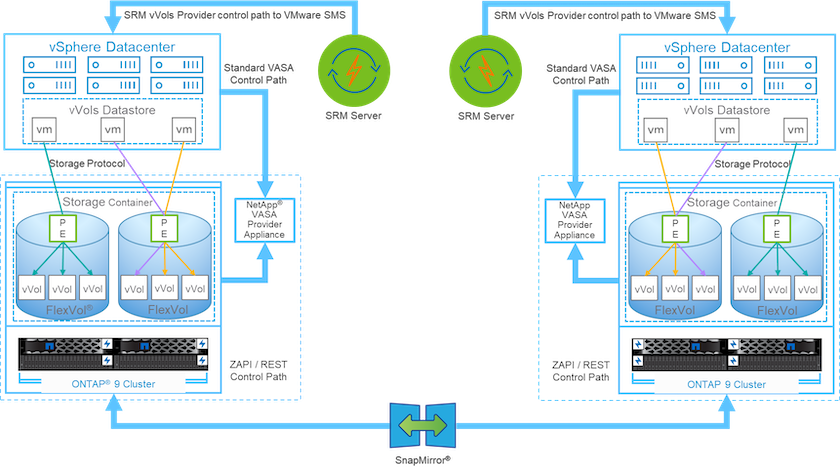 SRM vVols Provider control path to VMware SMS
SRM vVols Provider control path to VMware SMS
vSphere Datacenter
vVols Datastore
vm
vm
vm
Standard VASA
Control Path
SRM Server
SRM Server
Standard VASA
Control Path
vSphere Datacenter
vVols Datastore
vm
vm
vm
Storage Protocol
Storage Protocol
Storage Container
P
E
P
E
vVol
vVol
vVol
vVol
vVol
vVol
FlexVol®
FlexVol
NetApp®
VASA
Provider
Appliance
NetApp
VASA
Provider
Appliance
Storage Container
P
E
P
E
vVol
vVol
vVol
vVol
vVol
vVol
FlexVol
FlexVol
ZAPI / REST
Control Path
ZAPI / REST
Control Path
ONTAP® 9 Cluster
ONTAP 9 Cluster
SnapMirror®